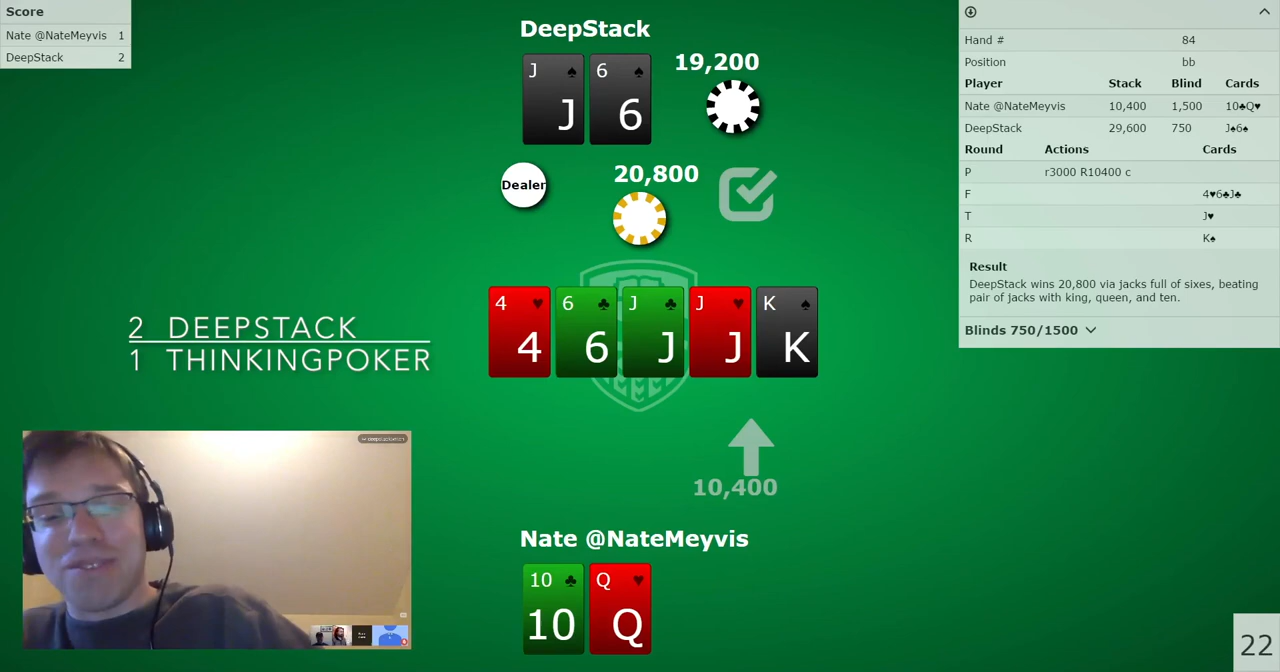 Score
Nate @NateMeyvis 1
DeepStack 2
DeepStack
J♠ J
6♠ 6
19,200
Dealer
20,800
4♥ 4
6♣ 6
J♣ J
J♥ J
K♠ K
2 DEEPSTACK
1 THINKINGPOKER
10,400
Nate @NateMeyvis
10♣ 10
Q♥ Q
Hand # 84
Position bb
Player Stack Blind Cards
Nate @NateMeyvis 10,400 1,500 10♣Q♥
DeepStack 29,600 750 J♠6♠
Round Actions Cards
P r3000 R10400 c
F 4♥6♣J♣
T J♥
R K♠
Result
DeepStack wins 20,800 via jacks full of sixes, beating
pair of jacks with king, queen, and ten.
Blinds 750/1500
22